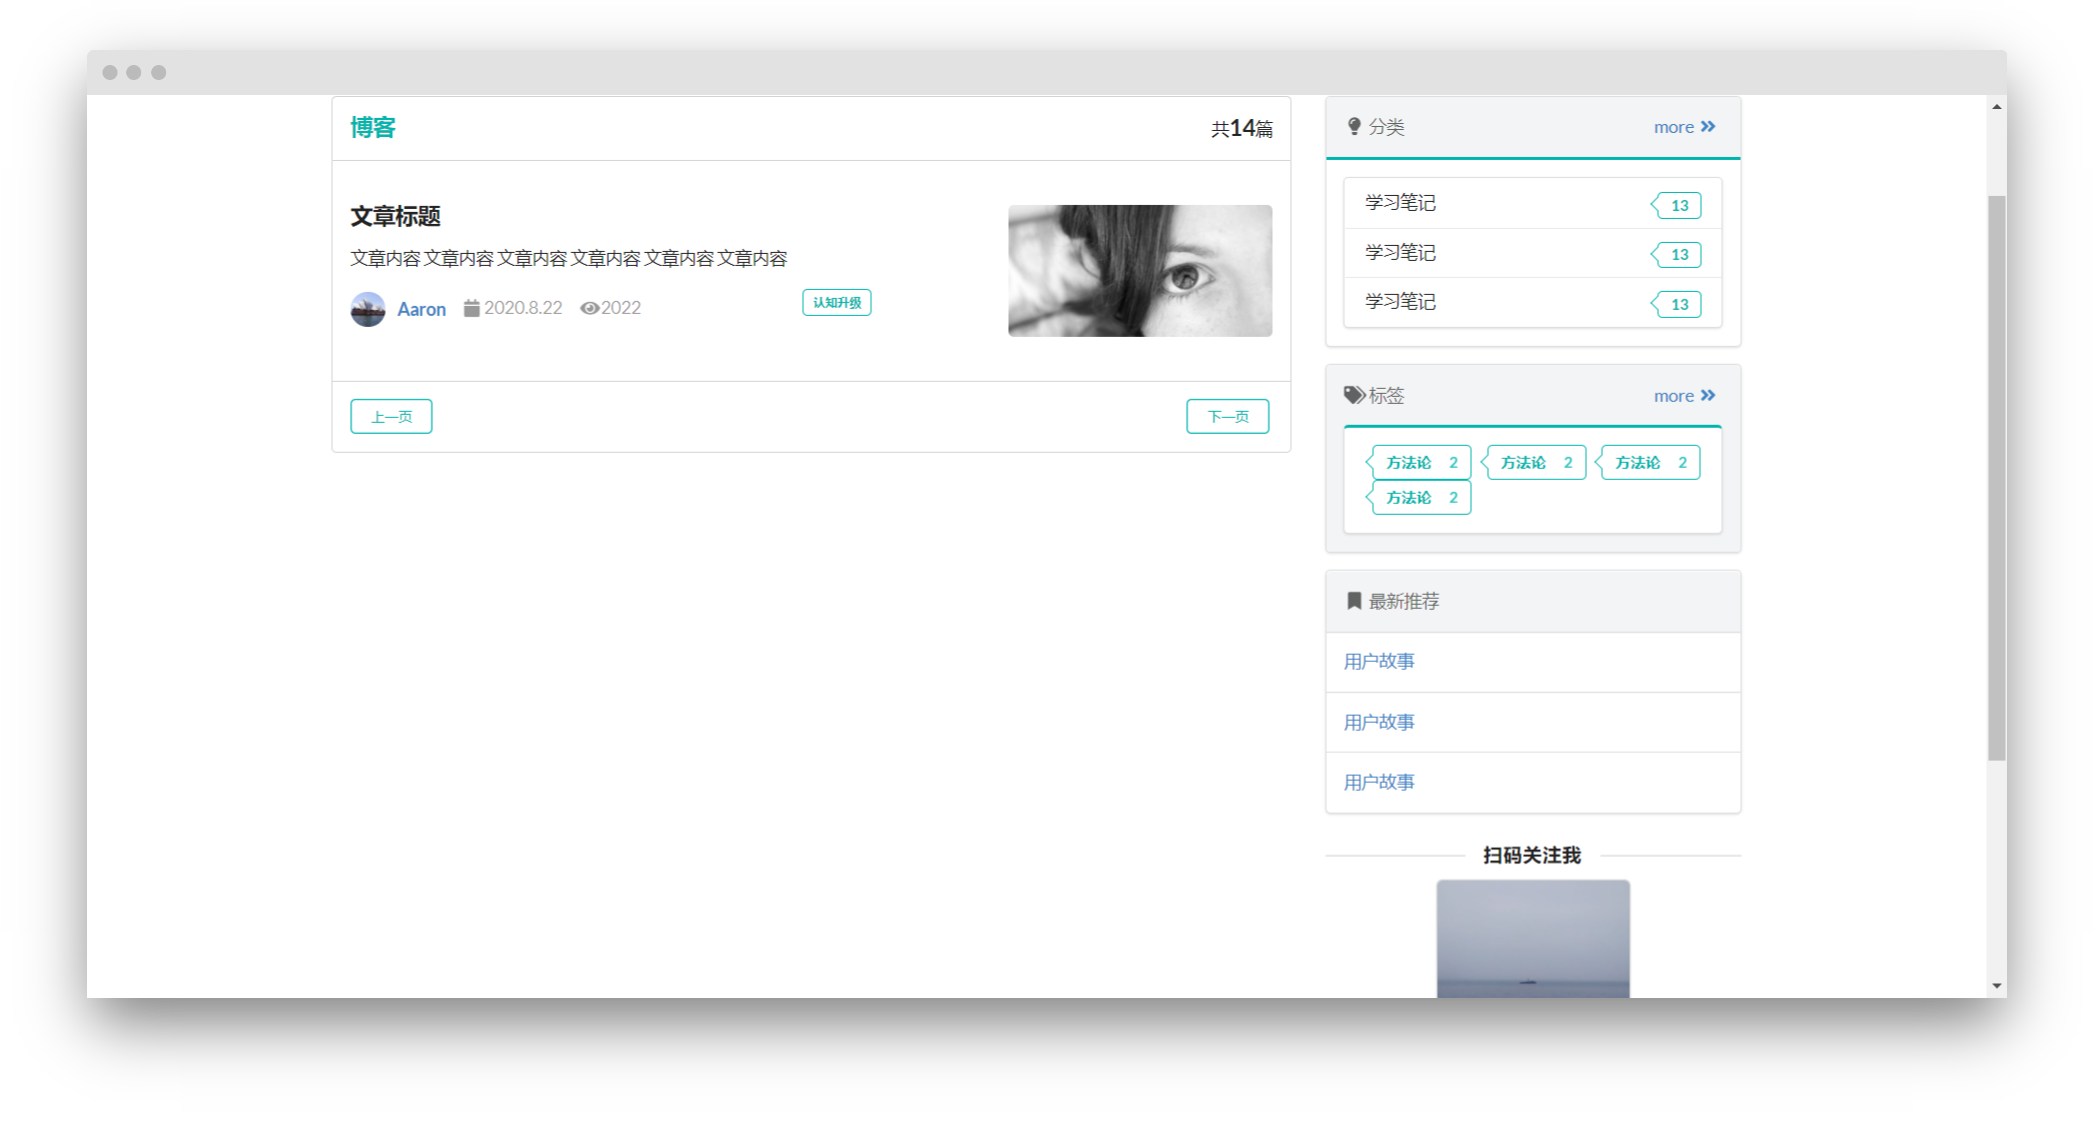 博客
共14篇
文章标题
文章内容 文章内容 文章内容 文章内容 文章内容 文章内容
Aaron 2020.8.22 2022 认知升级
上一页 下一页
分类 more
学习笔记 13
学习笔记 13
学习笔记 13
标签 more
方法论 2 方法论 2 方法论 2
方法论 2
最新推荐
用户故事
用户故事
用户故事
扫码关注我